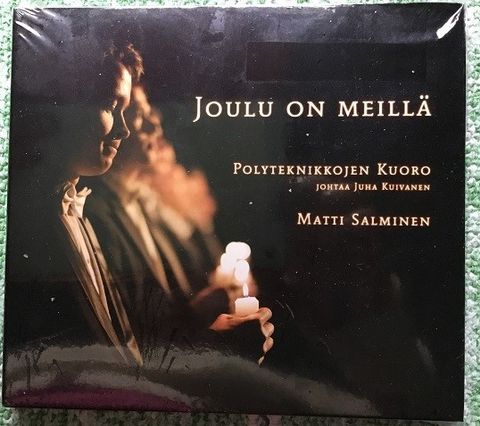 JOULU ON MEILLÄ
POLYTEKNIKKOJEN KUORO
JOHTAA JUHA KUIVANEN
MATTI SALMINEN